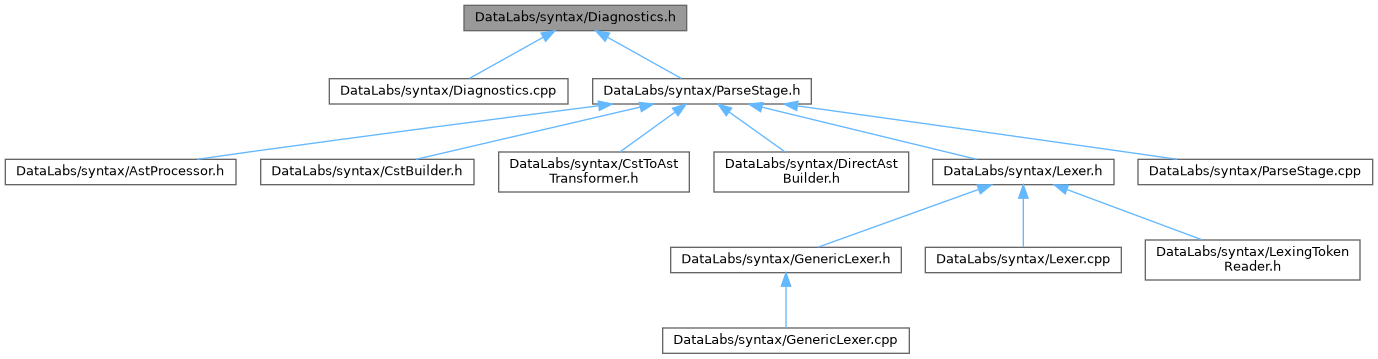 DataLabs/syntax/Diagnostics.h
DataLabs/syntax/Diagnostics.cpp
DataLabs/syntax/ParseStage.h
DataLabs/syntax/AstProcessor.h
DataLabs/syntax/CstBuilder.h
DataLabs/syntax/CstToAst
Transformer.h
DataLabs/syntax/DirectAst
Builder.h
DataLabs/syntax/Lexer.h
DataLabs/syntax/ParseStage.cpp
DataLabs/syntax/GenericLexer.h
DataLabs/syntax/Lexer.cpp
DataLabs/syntax/LexingToken
Reader.h
DataLabs/syntax/GenericLexer.cpp